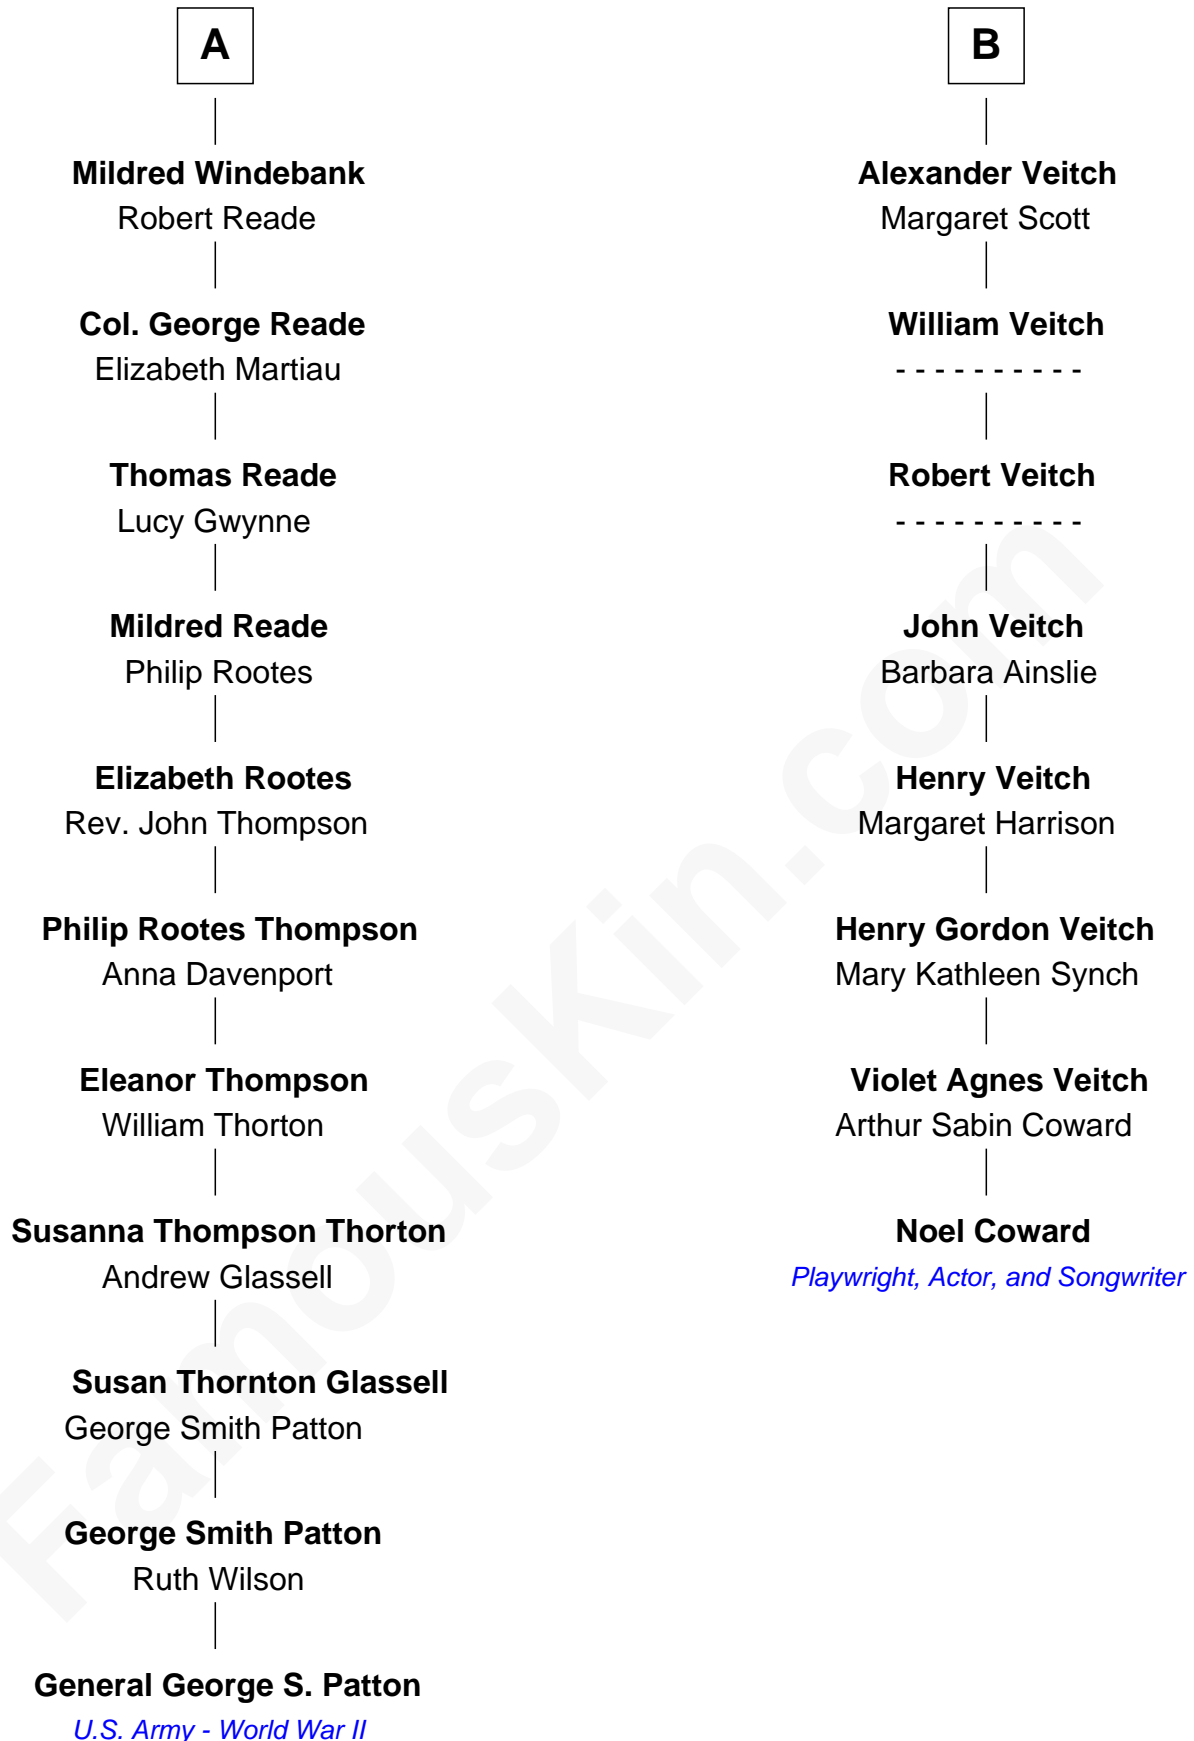 A
Mildred Windebank
Robert Reade
Col. George Reade
Elizabeth Martiau
Thomas Reade
Lucy Gwynne
Mildred Reade
Philip Rootes
Elizabeth Rootes
Rev. John Thompson
Philip Rootes Thompson
Anna Davenport
Eleanor Thompson
William Thorton
Susanna Thompson Thorton
Andrew Glassell
Susan Thornton Glassell
George Smith Patton
George Smith Patton
Ruth Wilson
General George S. Patton
U.S. Army - World War II
B
Alexander Veitch
Margaret Scott
William Veitch
- - - - - - - - - -
Robert Veitch
- - - - - - - - - -
John Veitch
Barbara Ainslie
Henry Veitch
Margaret Harrison
Henry Gordon Veitch
Mary Kathleen Synch
Violet Agnes Veitch
Arthur Sabin Coward
Noel Coward
Playwright, Actor, and Songwriter
FamousKin.com